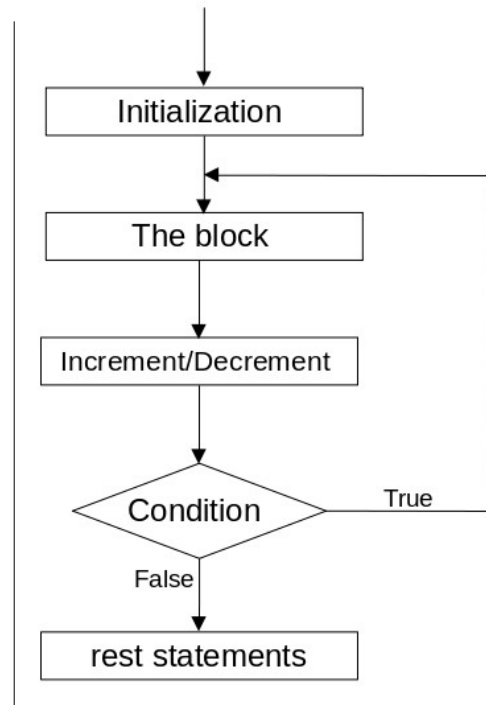 Initialization
The block
Increment/Decrement
Condition
True
False
rest statements